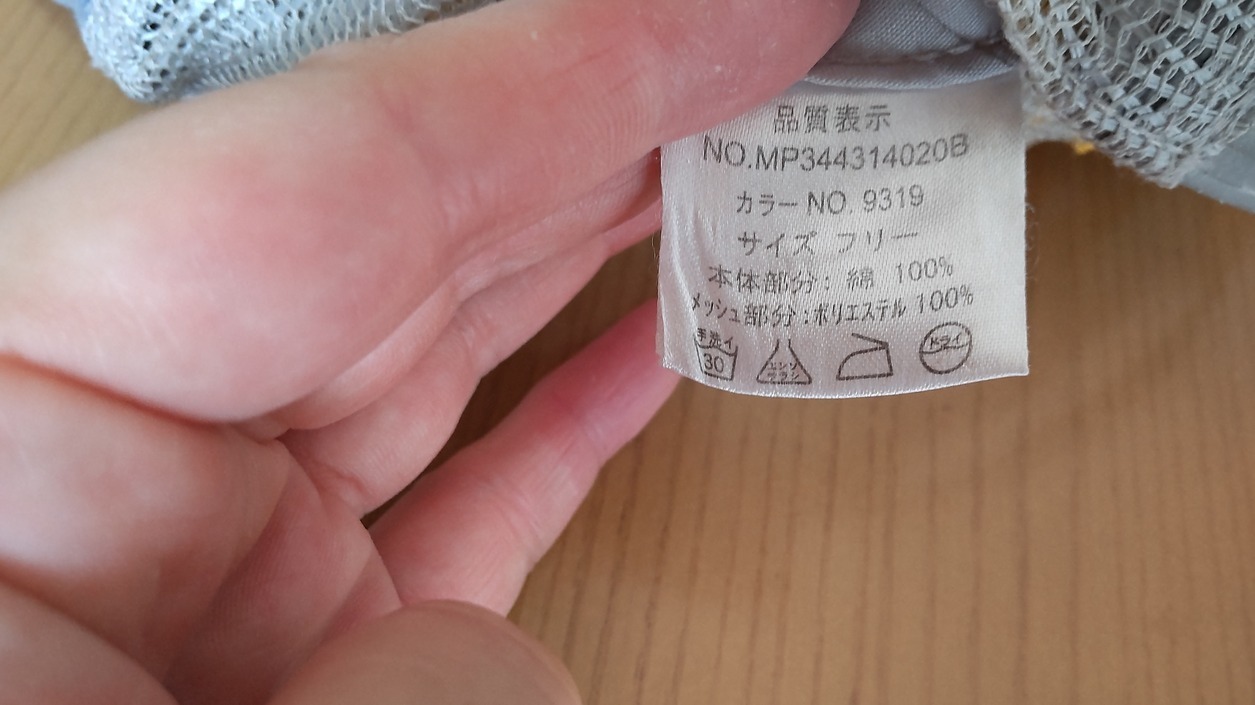 品質表示
NO.MP344314020B
カラー NO. 9319
サイズ フリー
本体部分: 綿 100%
メッシュ部分:ポリエステル 100%
手洗イ
30
エンソ
サラシ
ドライ